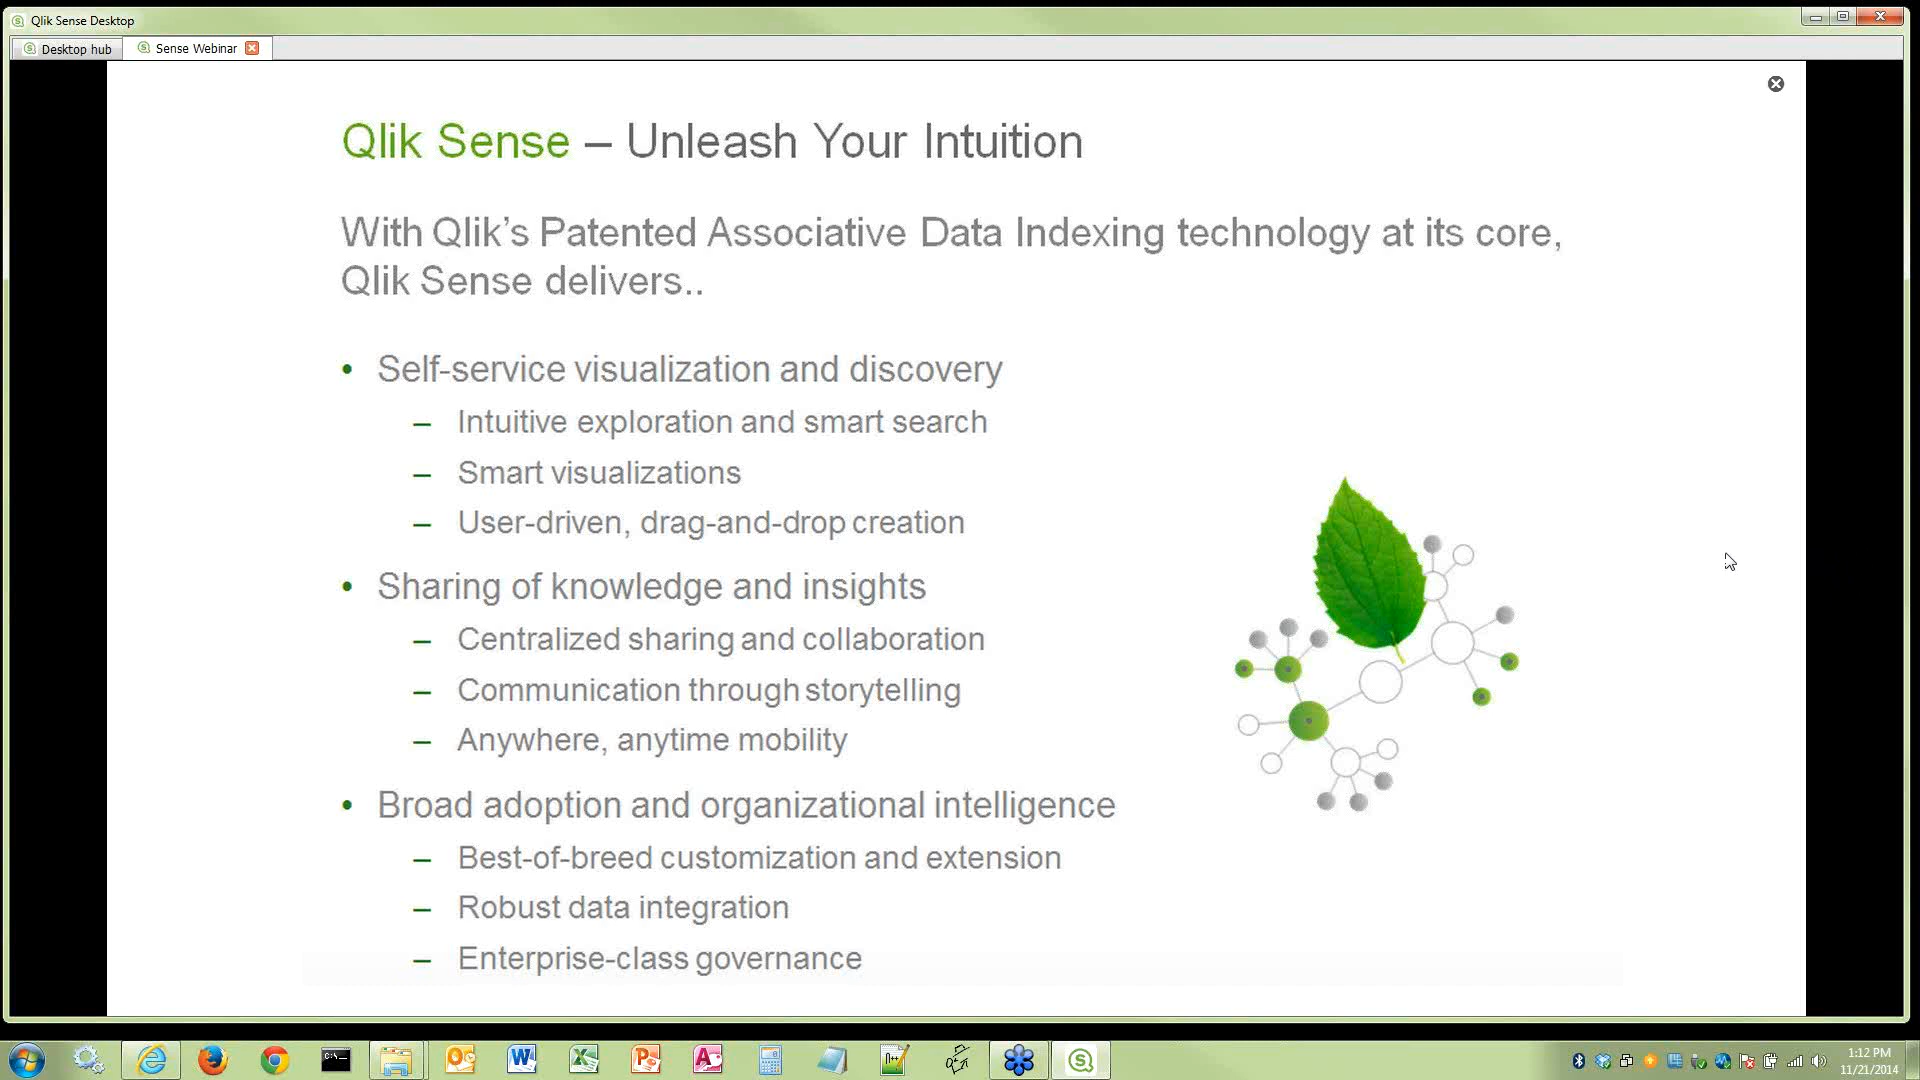 Qlik Sense Desktop
Desktop hub
Sense Webinar
Qlik Sense – Unleash Your Intuition
With Qlik’s Patented Associative Data Indexing technology at its core,
Qlik Sense delivers..
• Self-service visualization and discovery
– Intuitive exploration and smart search
– Smart visualizations
– User-driven, drag-and-drop creation
• Sharing of knowledge and insights
– Centralized sharing and collaboration
– Communication through storytelling
– Anywhere, anytime mobility
• Broad adoption and organizational intelligence
– Best-of-breed customization and extension
– Robust data integration
– Enterprise-class governance
1:12 PM
11/21/2014